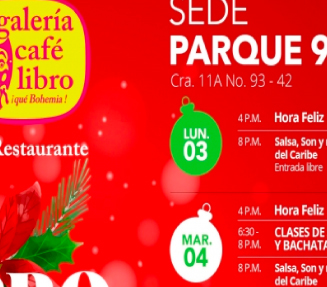 galería
café
libro
¡qué Bohemia!
Restaurante
SEDE
PARQUE 9
Cra. 11A No. 93 - 42
LUN.
03
4 P.M. Hora Feliz
8 P.M. Salsa, Son y
del Caribe
Entrada libre
MAR.
04
4 P.M. Hora Feliz
6:30 - CLASES DE
8 P.M. Y BACHATA
8 P.M. Salsa, Son y
del Caribe